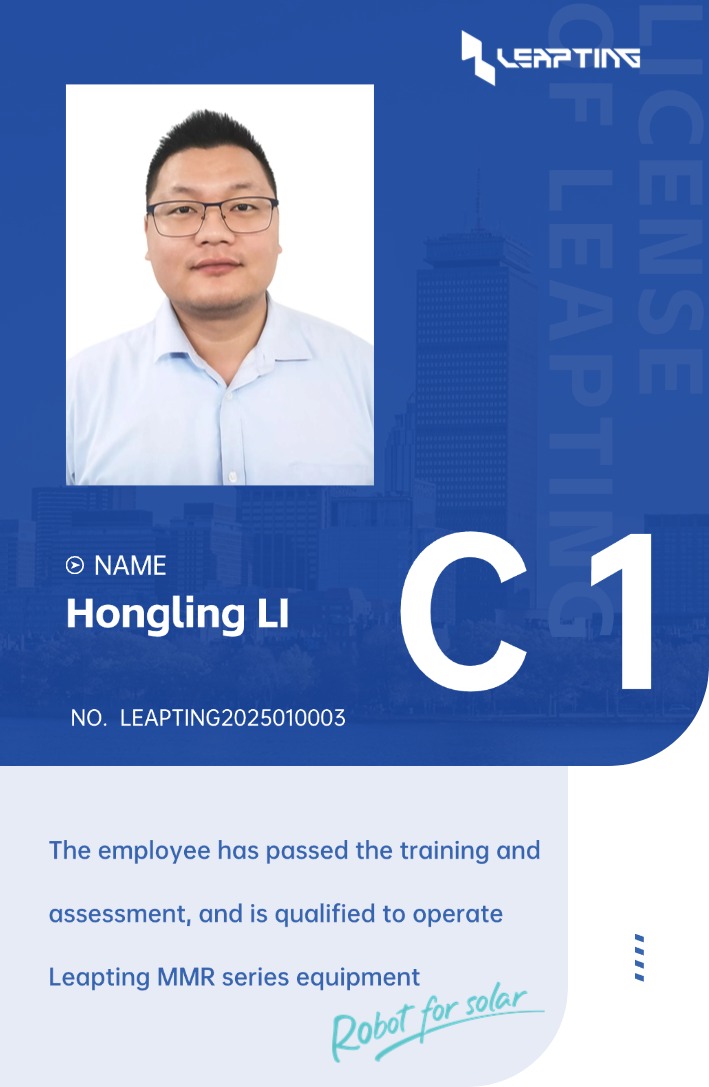 LEAPTING
LICENSE
OF LEAPTING
NAME
Hongling LI
C1
NO. LEAPTING2025010003
The employee has passed the training and
assessment, and is qualified to operate
Leapting MMR series equipment
Robot for solar